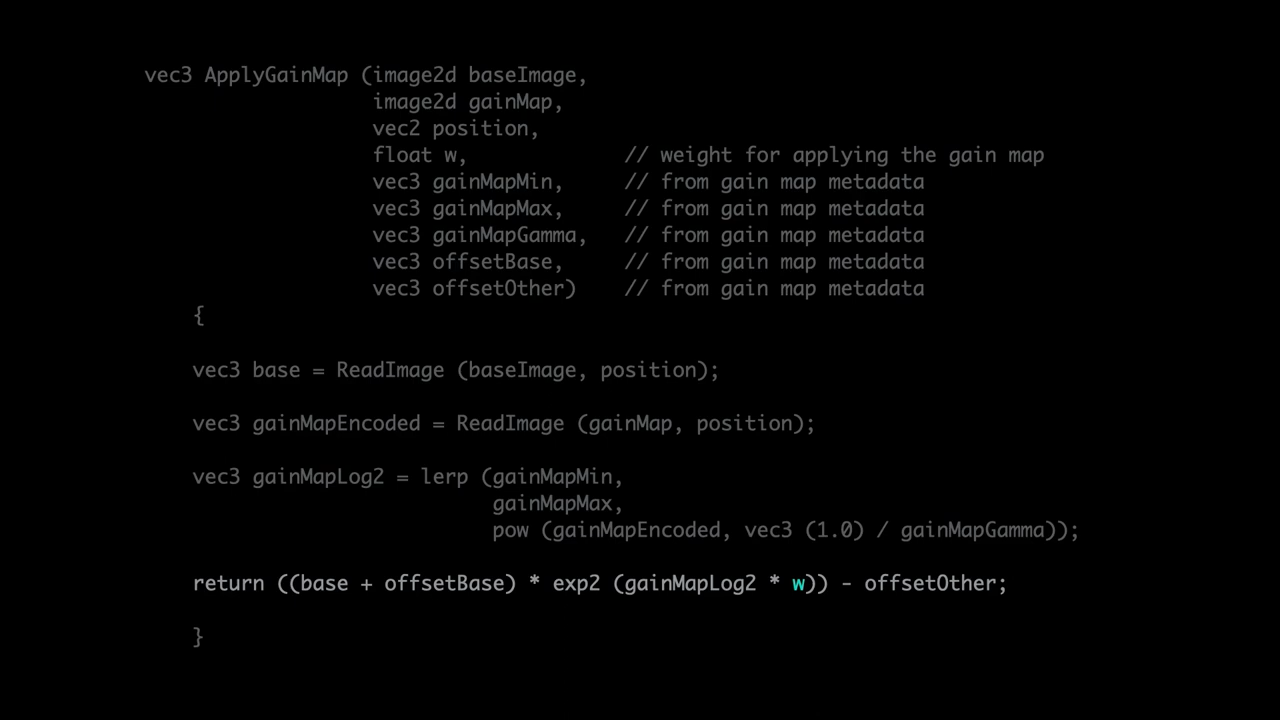 vec3 ApplyGainMap (image2d baseImage,
image2d gainMap,
vec2 position,
float w, // weight for applying the gain map
vec3 gainMapMin, // from gain map metadata
vec3 gainMapMax, // from gain map metadata
vec3 gainMapGamma, // from gain map metadata
vec3 offsetBase, // from gain map metadata
vec3 offsetOther) // from gain map metadata
{
vec3 base = ReadImage (baseImage, position);
vec3 gainMapEncoded = ReadImage (gainMap, position);
vec3 gainMapLog2 = lerp (gainMapMin,
gainMapMax,
pow (gainMapEncoded, vec3 (1.0) / gainMapGamma));
return ((base + offsetBase) * exp2 (gainMapLog2 * w)) - offsetOther;
}